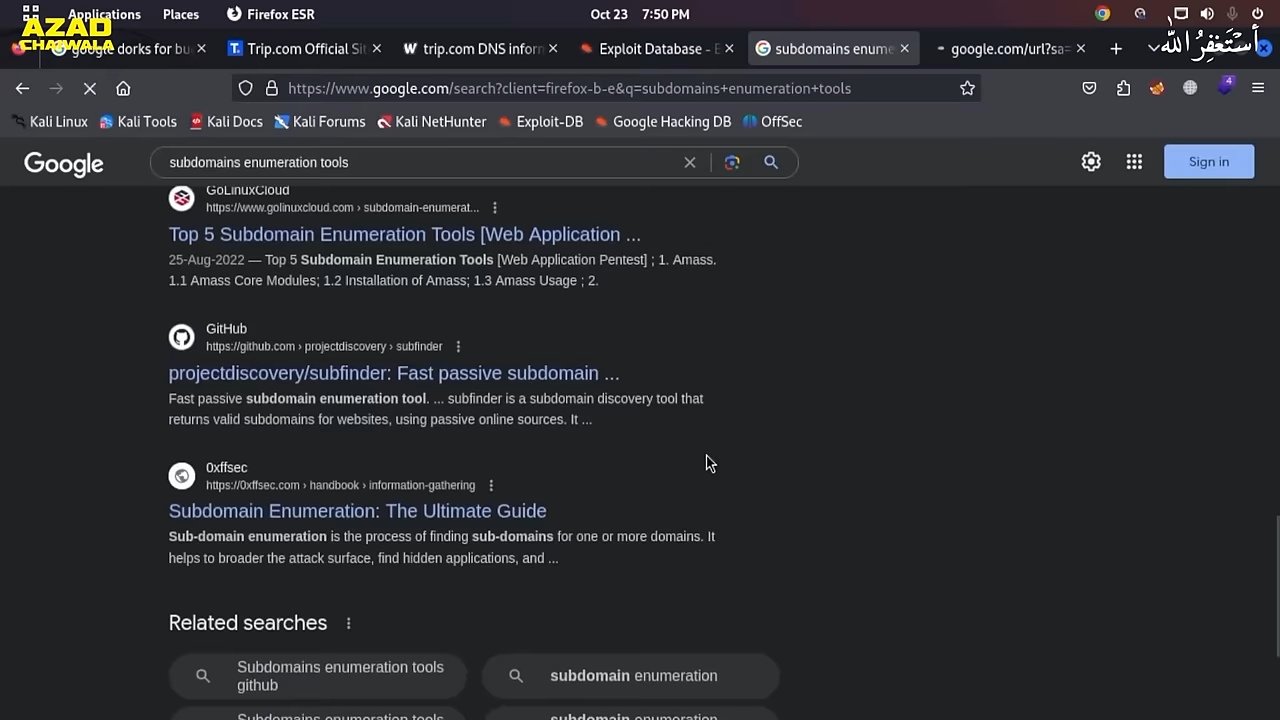 Applications Places Firefox ESR Oct 23 7:50 PM
AZAD
CHAIWALA
google dorks for bu
Trip.com Official Sit
trip.com DNS inform
Exploit Database - E
subdomains enume
google.com/url?sa=
أستغفر الله
https://www.google.com/search?client=firefox-b-e&q=subdomains+enumeration+tools
4
Kali Linux Kali Tools Kali Docs Kali Forums Kali NetHunter Exploit-DB Google Hacking DB OffSec
Google subdomains enumeration tools Sign in
GoLinuxCloud
https://www.golinuxcloud.com › subdomain-enumerat...
Top 5 Subdomain Enumeration Tools [Web Application ...
25-Aug-2022 — Top 5 Subdomain Enumeration Tools [Web Application Pentest] ; 1. Amass.
1.1 Amass Core Modules; 1.2 Installation of Amass; 1.3 Amass Usage ; 2.
GitHub
https://github.com › projectdiscovery › subfinder
projectdiscovery/subfinder: Fast passive subdomain ...
Fast passive subdomain enumeration tool. ... subfinder is a subdomain discovery tool that
returns valid subdomains for websites, using passive online sources. It ...
0xffsec
https://0xffsec.com › handbook › information-gathering
Subdomain Enumeration: The Ultimate Guide
Sub-domain enumeration is the process of finding sub-domains for one or more domains. It
helps to broader the attack surface, find hidden applications, and ...
Related searches
Subdomains enumeration tools
github
subdomain enumeration
Subdomains enumeration tools
subdomain enumeration